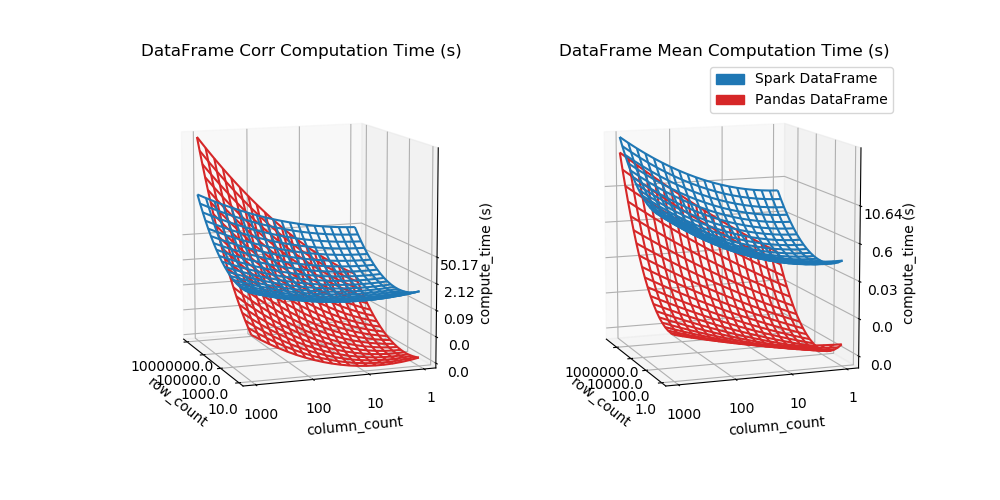 DataFrame Corr Computation Time (s)
50.17
2.12
0.09
0.0
0.0
compute_time (s)
10000000.0
100000.0
1000.0
10.0
row_count
1000
100
10
1
column_count
DataFrame Mean Computation Time (s)
Spark DataFrame
Pandas DataFrame
10.64
0.6
0.03
0.0
0.0
compute_time (s)
1000000.0
10000.0
100.0
1.0
row_count
1000
100
10
1
column_count